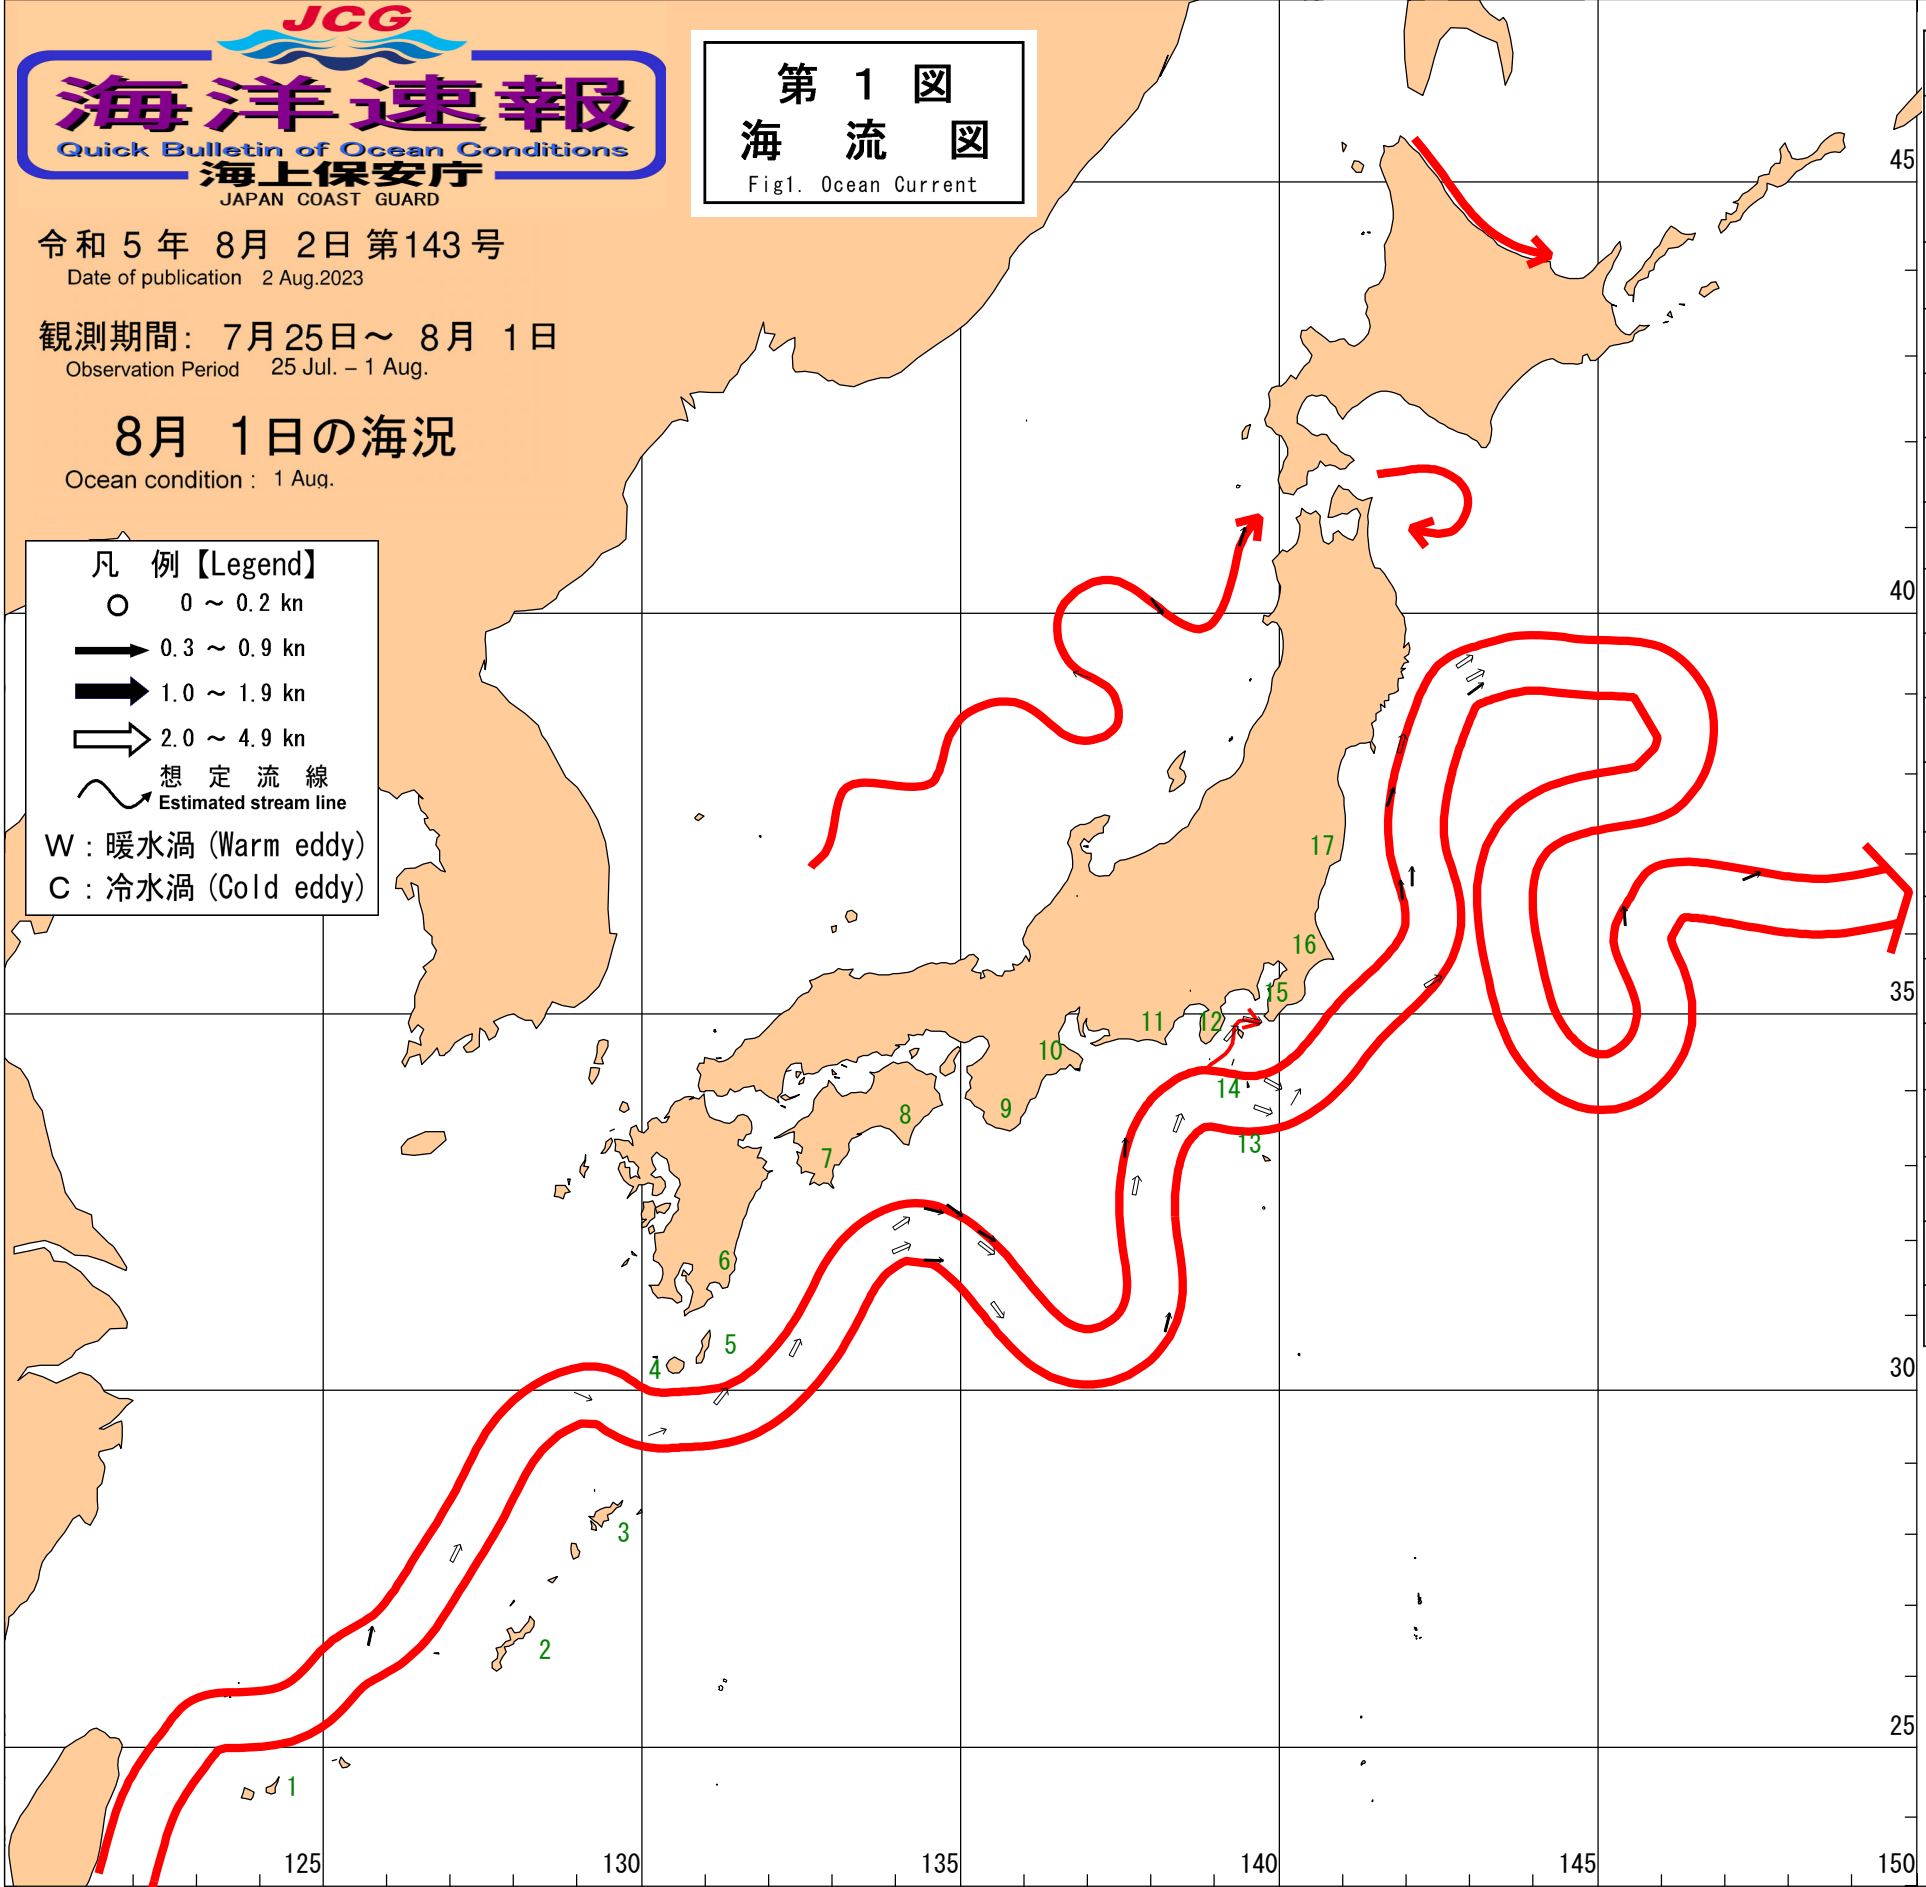 JCG
海洋速報
Quick Bulletin of Ocean Conditions
海上保安庁
JAPAN COAST GUARD
令和 5 年 8月 2日 第143 号
Date of publication 2 Aug.2023
観測期間: 7月 25日～ 8月 1日
Observation Period 25 Jul. – 1 Aug.
8月 1日の海況
Ocean condition : 1 Aug.
第 1 図
海 流 図
Fig1. Ocean Current
凡 例【Legend】
0 ～ 0.2 kn
0.3 ～ 0.9 kn
1.0 ～ 1.9 kn
2.0 ～ 4.9 kn
想 定 流 線
Estimated stream line
W : 暖水渦 (Warm eddy)
C : 冷水渦 (Cold eddy)
45
40
35
30
25
17
16
15
14
13
12
11
10
9
8
7
6
5
4
3
2
1
125
130
135
140
145
150